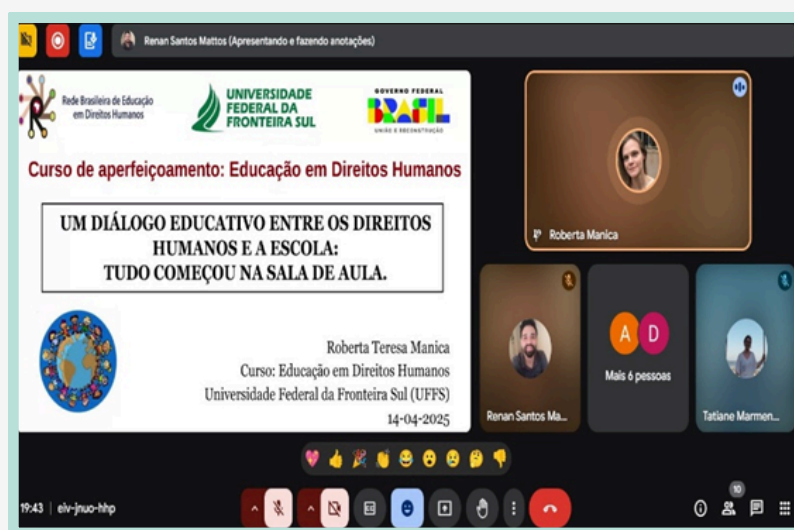 Renan Santos Mattos (Apresentando e fazendo anotações)
Rede Brasileira de Educação
em Direitos Humanos
UNIVERSIDADE
FEDERAL DA
FRONTEIRA SUL
GOVERNO FEDERAL
BRASIL
UNIÃO E RECONSTRUÇÃO
Curso de aperfeiçoamento: Educação em Direitos Humanos
UM DIÁLOGO EDUCATIVO ENTRE OS DIREITOS
HUMANOS E A ESCOLA:
TUDO COMEÇOU NA SALA DE AULA.
Roberta Teresa Manica
Curso: Educação em Direitos Humanos
Universidade Federal da Fronteira Sul (UFFS)
14-04-2025
Roberta Manica
Renan Santos Ma...
A D
Mais 6 pessoas
Tatiane Marmen...
19:43 | eiv-jnuo-hhp
10